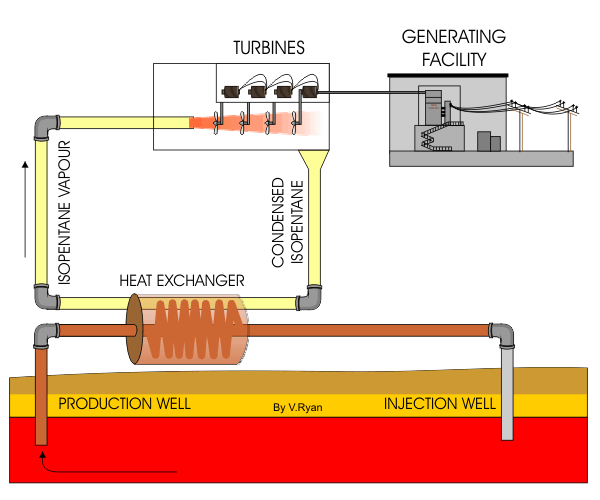 TURBINES
GENERATING
FACILITY
ISOPENTANE VAPOUR
CONDENSED
ISOPENTANE
HEAT EXCHANGER
PRODUCTION WELL
By V.Ryan
INJECTION WELL